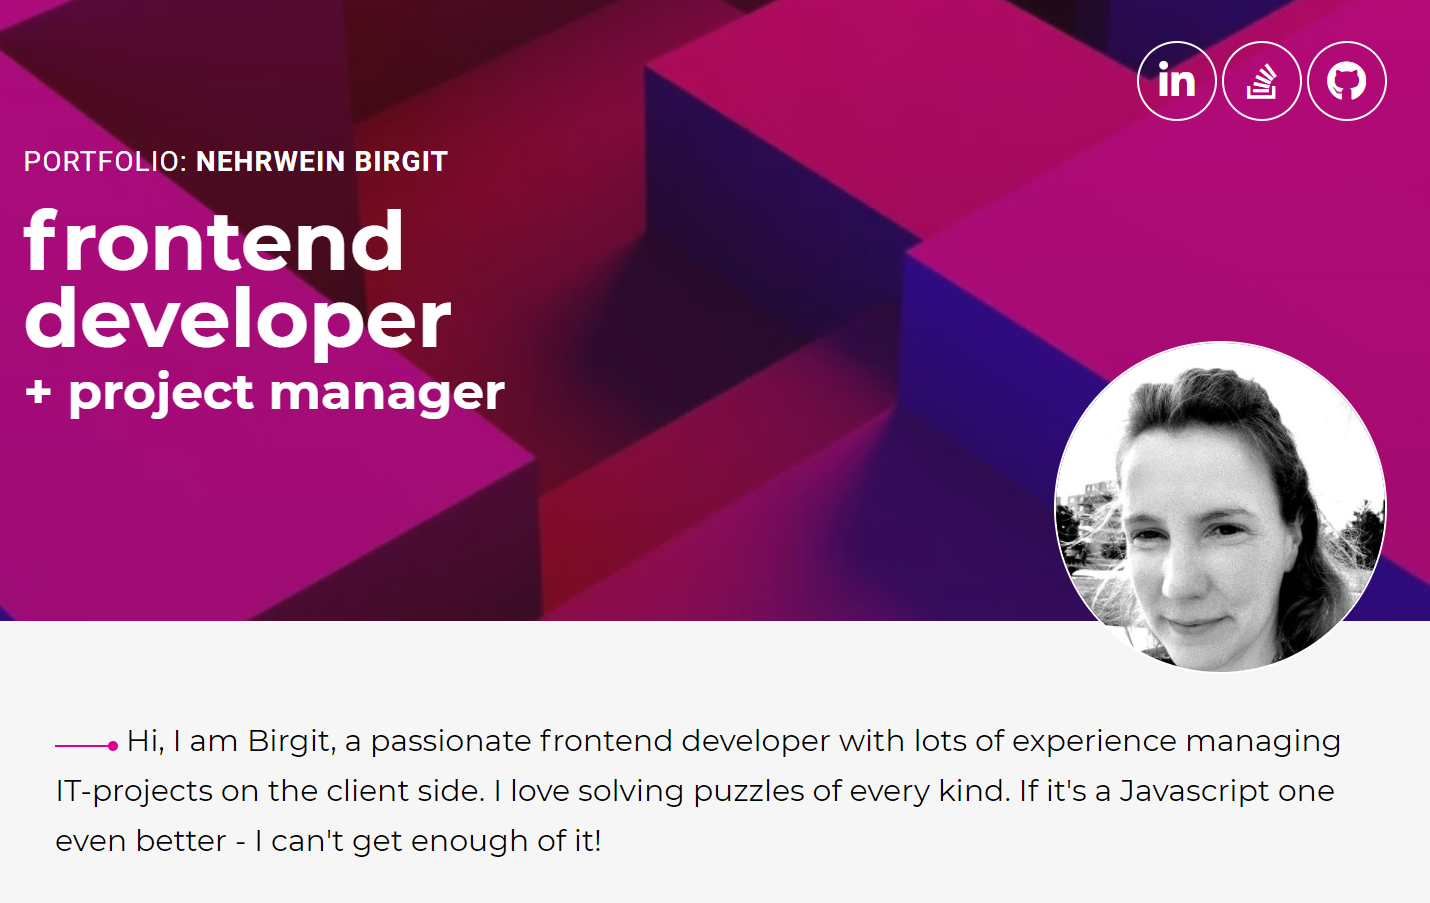 in
PORTFOLIO: NEHRWEIN BIRGIT
frontend
developer
+ project manager
Hi, I am Birgit, a passionate frontend developer with lots of experience managing
IT-projects on the client side. I love solving puzzles of every kind. If it's a Javascript one
even better - I can't get enough of it!